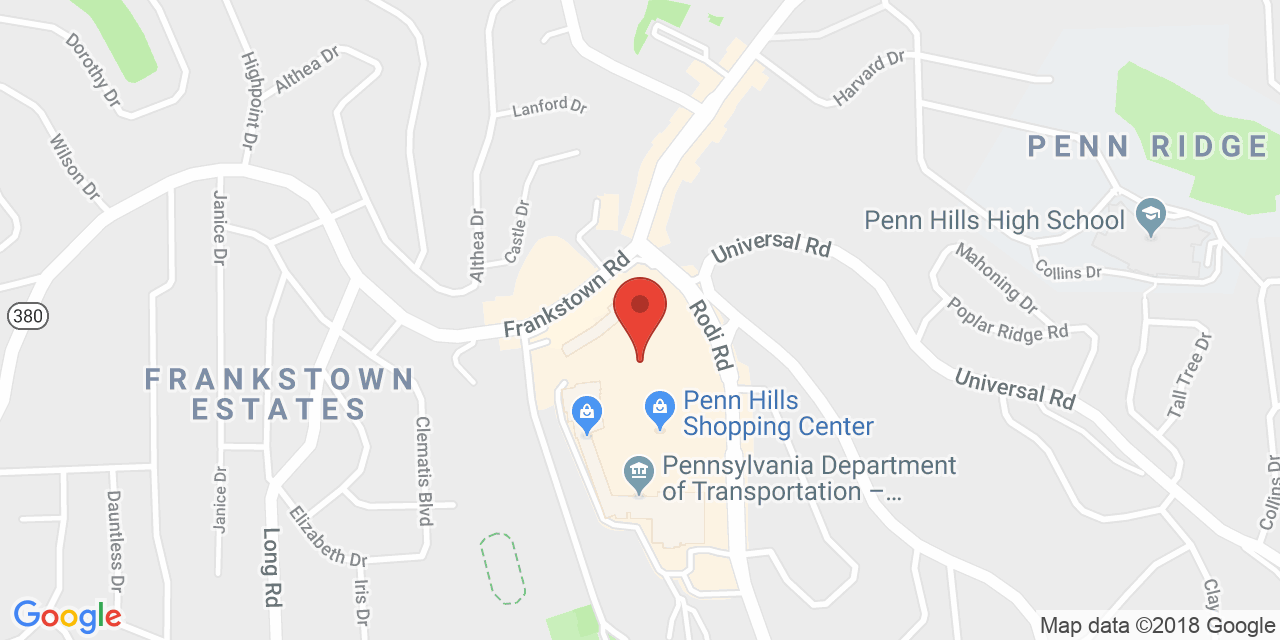 Dorothy Dr
Highpoint Dr
Althea Dr
Lanford Dr
Harvard Dr
Wilson Dr
PENN RIDGE
Janice Dr
Castle Dr
Althea Dr
Penn Hills High School
Universal Rd
Mahoning Dr
Collins Dr
Frankstown Rd
Rodi Rd
Poplar Ridge Rd
380
Tall Tree Dr
FRANKSTOWN
ESTATES
Universal Rd
Penn Hills
Shopping Center
Clematis Blvd
Pennsylvania Department
of Transportation –...
Janice Dr
Dauntless Dr
Elizabeth Dr
Long Rd
Iris Dr
Collins Dr
Clay
Google
Map data ©2018 Google